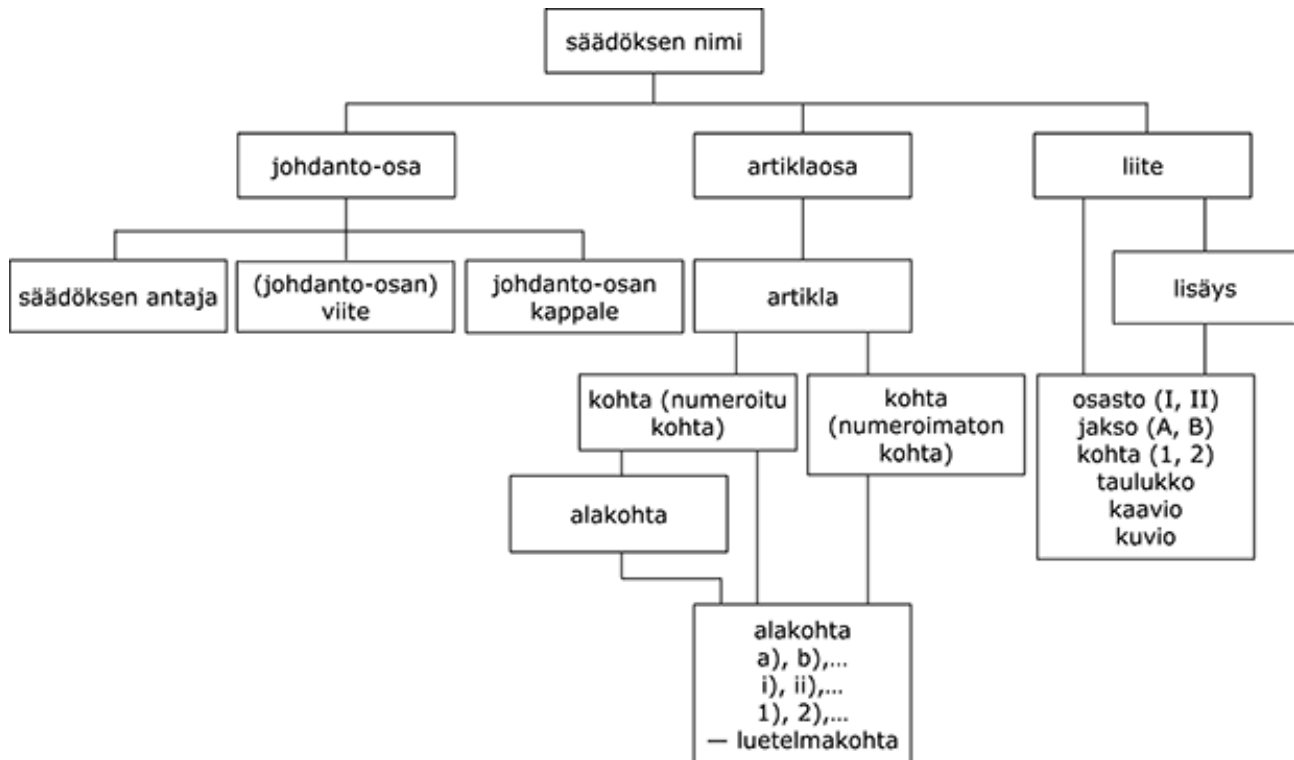 säädöksen nimi
johdanto-osa
artiklaosa
liite
säädöksen antaja
(johdanto-osan)
viite
johdanto-osan
kappale
artikla
lisäys
kohta (numeroitu
kohta)
kohta
(numeroimaton
kohta)
osasto (I, II)
jakso (A, B)
kohta (1, 2)
taulukko
kaavio
kuvio
alakohta
alakohta
a), b),...
i), ii),...
1), 2),...
— luetelmakohta